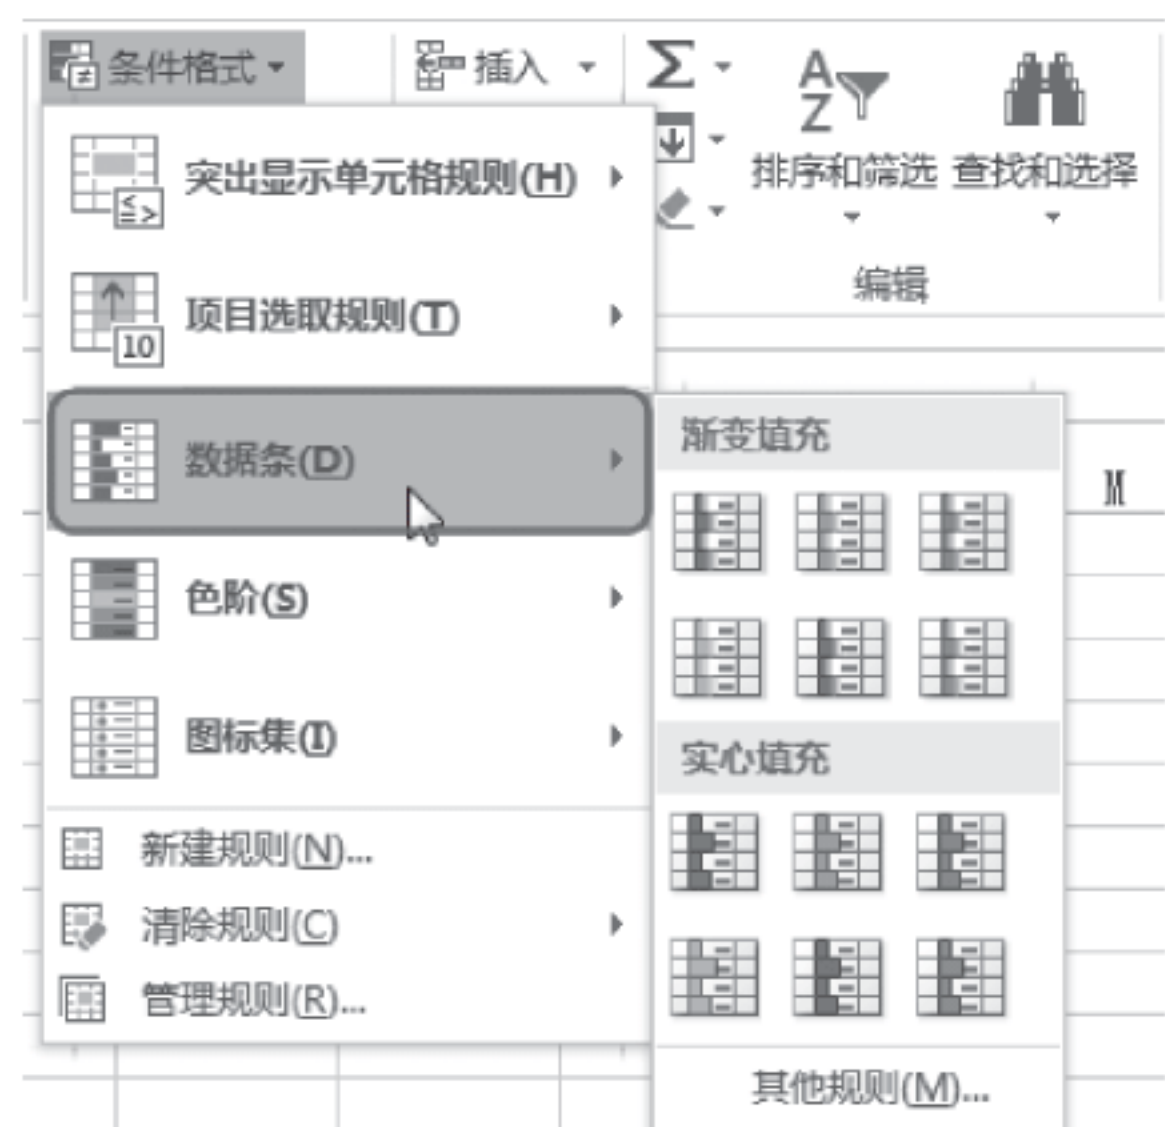 条件格式
插入
Σ
A
Z
排序和筛选
查找和选择
编辑
突出显示单元格规则(H)
≤ >
项目选取规则(T)
10
数据条(D)
色阶(S)
图标集(I)
新建规则(N)...
清除规则(C)
管理规则(R)...
渐变填充
实心填充
其他规则(M)...
M